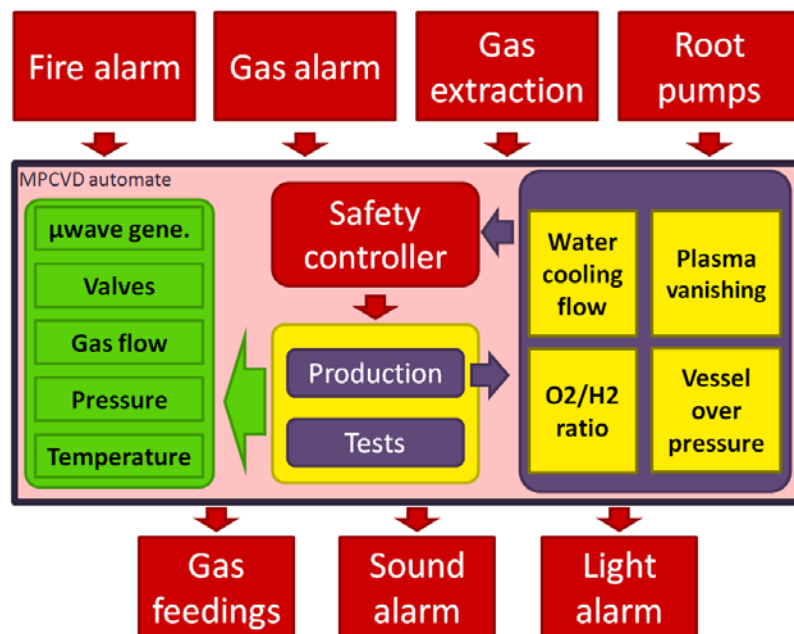 Fire alarm
Gas alarm
Gas
extraction
Root
pumps
MPCVD automate
µwave gene.
Valves
Gas flow
Pressure
Temperature
Safety
controller
Production
Tests
Water
cooling
flow
Plasma
vanishing
O2/H2
ratio
Vessel
over
pressure
Gas
feedings
Sound
alarm
Light
alarm